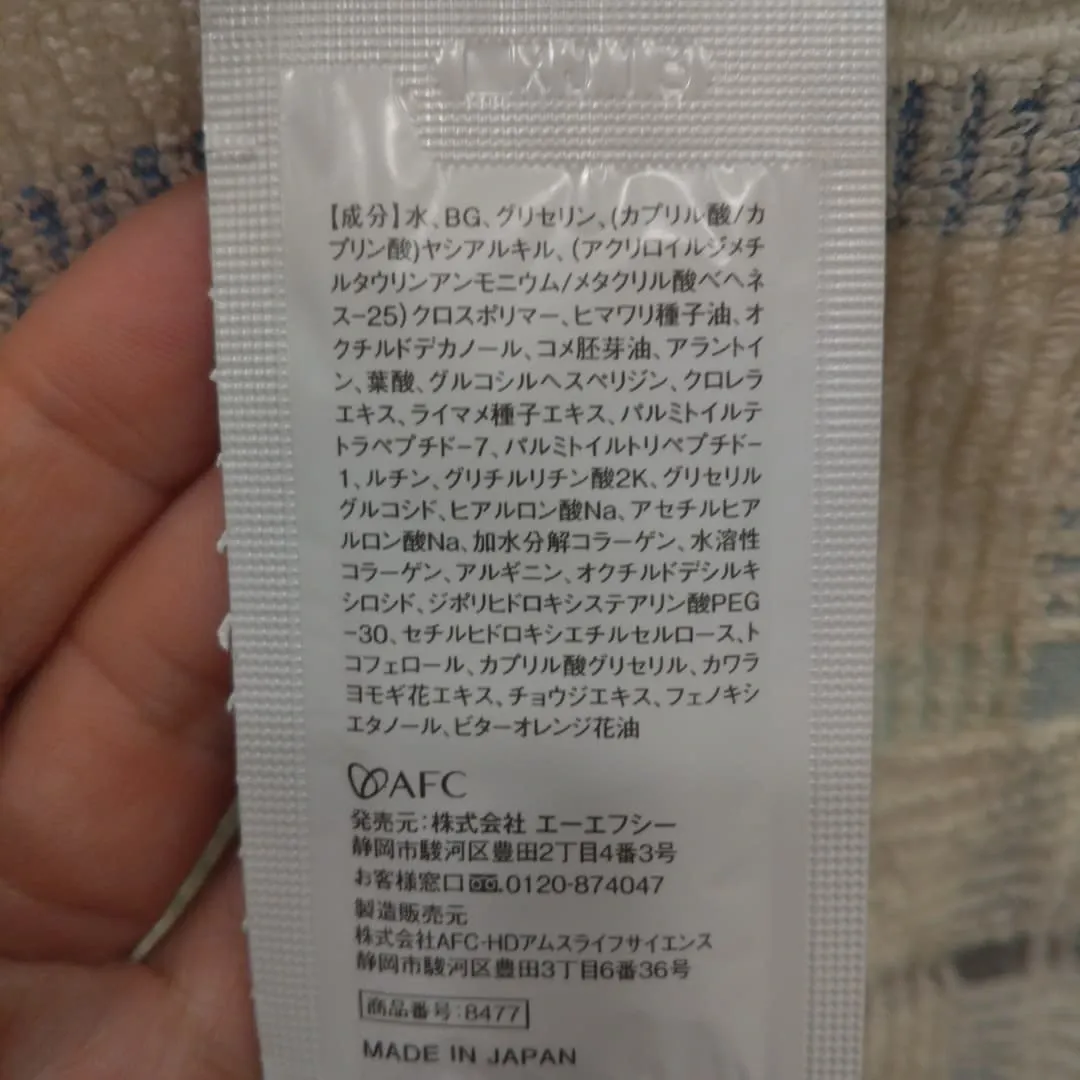 【成分】水、BG、グリセリン、(カプリル酸/カ
プリン酸)ヤシアルキル、(アクリロイルジメチ
ルタウリンアンモニウム/メタクリル酸ベヘネ
ス-25)クロスポリマー、ヒマワリ種子油、オ
クチルドデカノール、コメ胚芽油、アラントイ
ン、葉酸、グルコシルヘスペリジン、クロレラ
エキス、ライマメ種子エキス、パルミトイルテ
トラペプチド-7、パルミトイルトリペプチド-
1、ルチン、グリチルリチン酸2K、グリセリル
グルコシド、ヒアルロン酸Na、アセチルヒア
ルロン酸Na、加水分解コラーゲン、水溶性
コラーゲン、アルギニン、オクチルドデシルキ
シロシド、ジポリヒドロキシステアリン酸PEG
-30、セチルヒドロキシエチルセルロース、ト
コフェロール、カプリル酸グリセリル、カワラ
ヨモギ花エキス、チョウジエキス、フェノキシ
エタノール、ビターオレンジ花油
AFC
発売元:株式会社 エーエフシー
静岡市駿河区豊田2丁目4番3号
お客様窓口 0120-874047
製造販売元
株式会社AFC-HDアムスライフサイエンス
静岡市駿河区豊田3丁目6番36号
商品番号:8477
MADE IN JAPAN